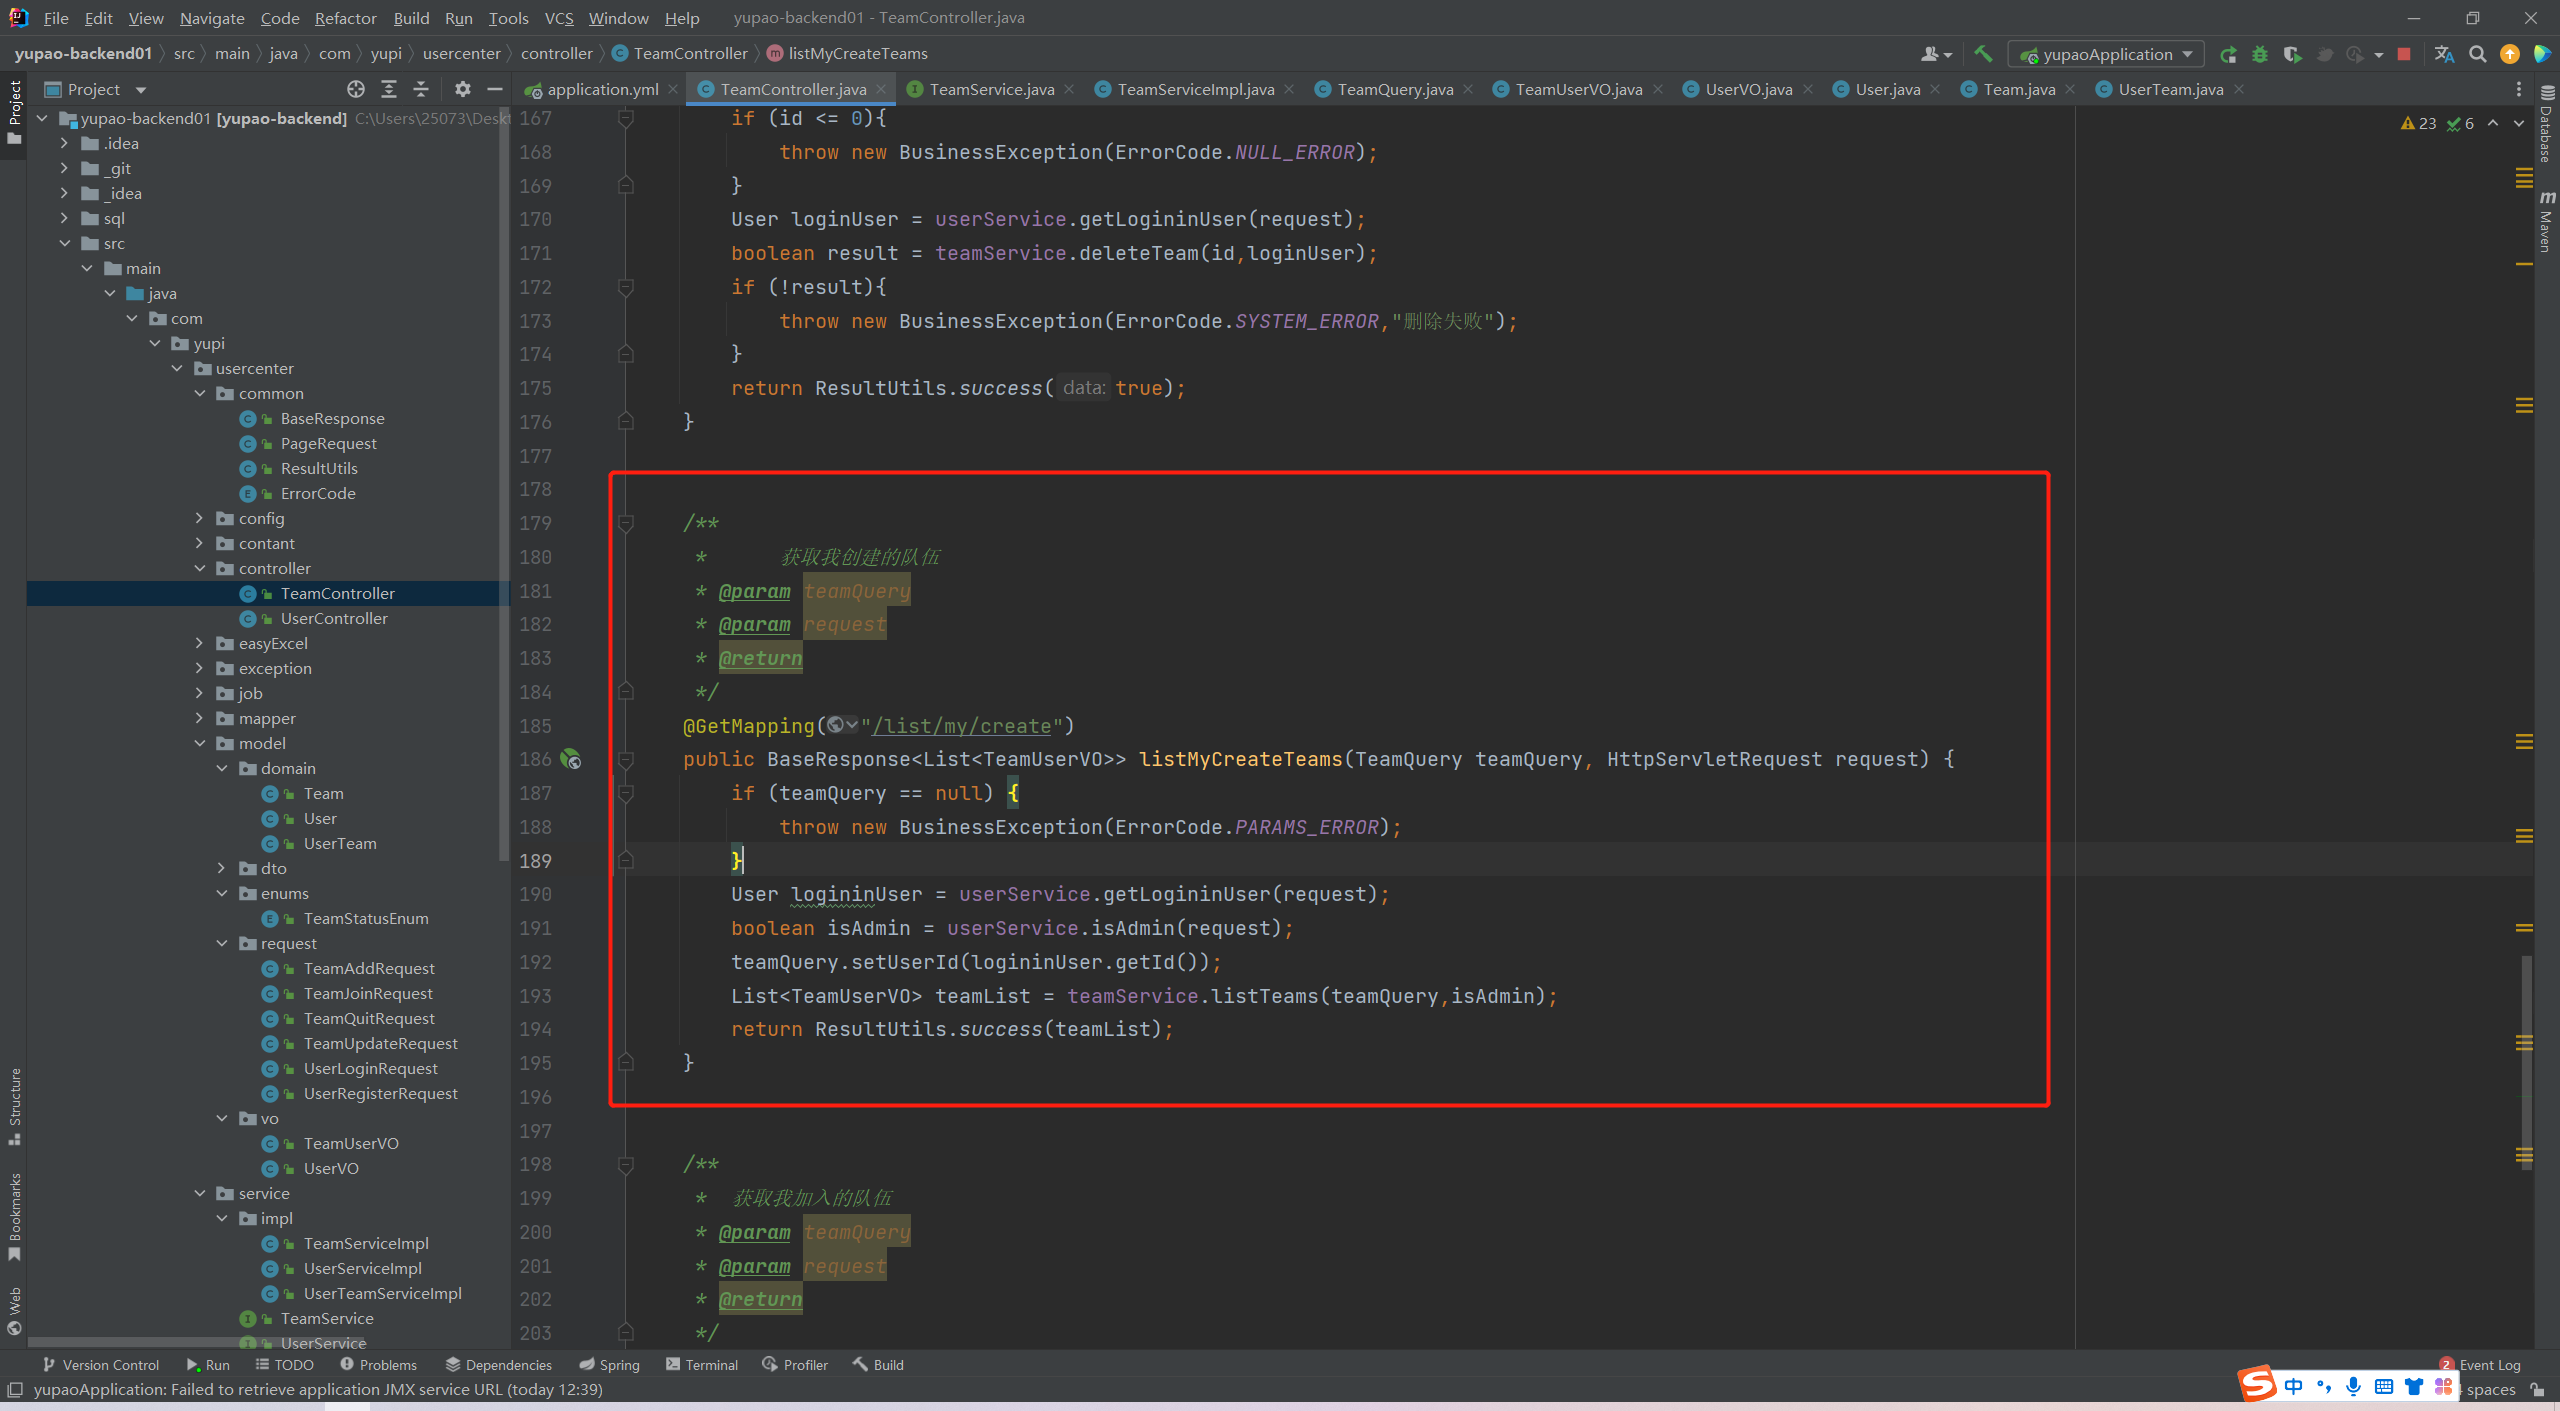 File Edit View Navigate Code Refactor Build Run Tools VCS Window Help yupao-backend01 - TeamController.java
yupao-backend01 src main java com yupi usercenter controller TeamController listMyCreateTeams
yupaoApplication
Project
application.yml TeamController.java TeamService.java TeamServiceImpl.java TeamQuery.java TeamUserVO.java UserVO.java User.java Team.java UserTeam.java
Project
Structure
Bookmarks
Web
Database
Maven
23 6
yupao-backend01 [yupao-backend] C:\Users\25073\Deskt
.idea
_git
_idea
sql
src
main
java
com
yupi
usercenter
common
BaseResponse
PageRequest
ResultUtils
ErrorCode
config
contant
controller
TeamController
UserController
easyExcel
exception
job
mapper
model
domain
Team
User
UserTeam
dto
enums
TeamStatusEnum
request
TeamAddRequest
TeamJoinRequest
TeamQuitRequest
TeamUpdateRequest
UserLoginRequest
UserRegisterRequest
vo
TeamUserVO
UserVO
service
impl
TeamServiceImpl
UserServiceImpl
UserTeamServiceImpl
TeamService
UserService
167 if (id <= 0){
168 throw new BusinessException(ErrorCode.NULL_ERROR);
169 }
170 User loginUser = userService.getLogininUser(request);
171 boolean result = teamService.deleteTeam(id,loginUser);
172 if (!result){
173 throw new BusinessException(ErrorCode.SYSTEM_ERROR,"删除失败");
174 }
175 return ResultUtils.success( data: true);
176 }
177
178
179 /**
180 * 获取我创建的队伍
181 * @param teamQuery
182 * @param request
183 * @return
184 */
185 @GetMapping("/list/my/create")
186 public BaseResponse<List<TeamUserVO>> listMyCreateTeams(TeamQuery teamQuery, HttpServletRequest request) {
187 if (teamQuery == null) {
188 throw new BusinessException(ErrorCode.PARAMS_ERROR);
189 }
190 User logininUser = userService.getLogininUser(request);
191 boolean isAdmin = userService.isAdmin(request);
192 teamQuery.setUserId(logininUser.getId());
193 List<TeamUserVO> teamList = teamService.listTeams(teamQuery,isAdmin);
194 return ResultUtils.success(teamList);
195 }
196
197
198 /**
199 * 获取我加入的队伍
200 * @param teamQuery
201 * @param request
202 * @return
203 */
Version Control Run TODO Problems Dependencies Spring Terminal Profiler Build 2 Event Log
yupaoApplication: Failed to retrieve application JMX service URL (today 12:39) 中 spaces